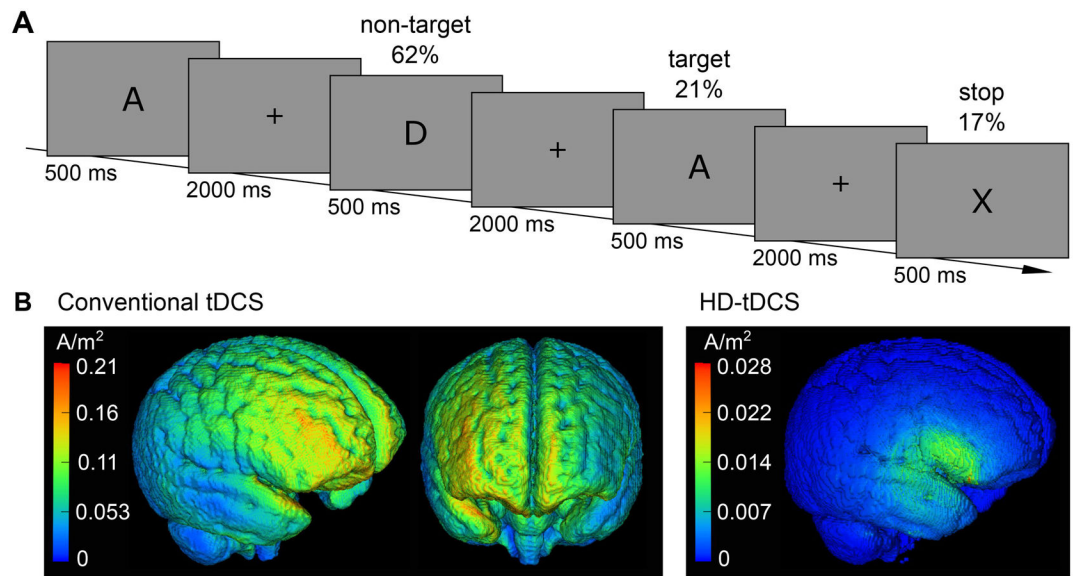 A
non-target
62%
target
21%
stop
17%
A
+
D
+
A
+
X
500 ms
2000 ms
500 ms
2000 ms
500 ms
2000 ms
500 ms
B Conventional tDCS
A/m²
0.21
0.16
0.11
0.053
0
HD-tDCS
A/m²
0.028
0.022
0.014
0.007
0